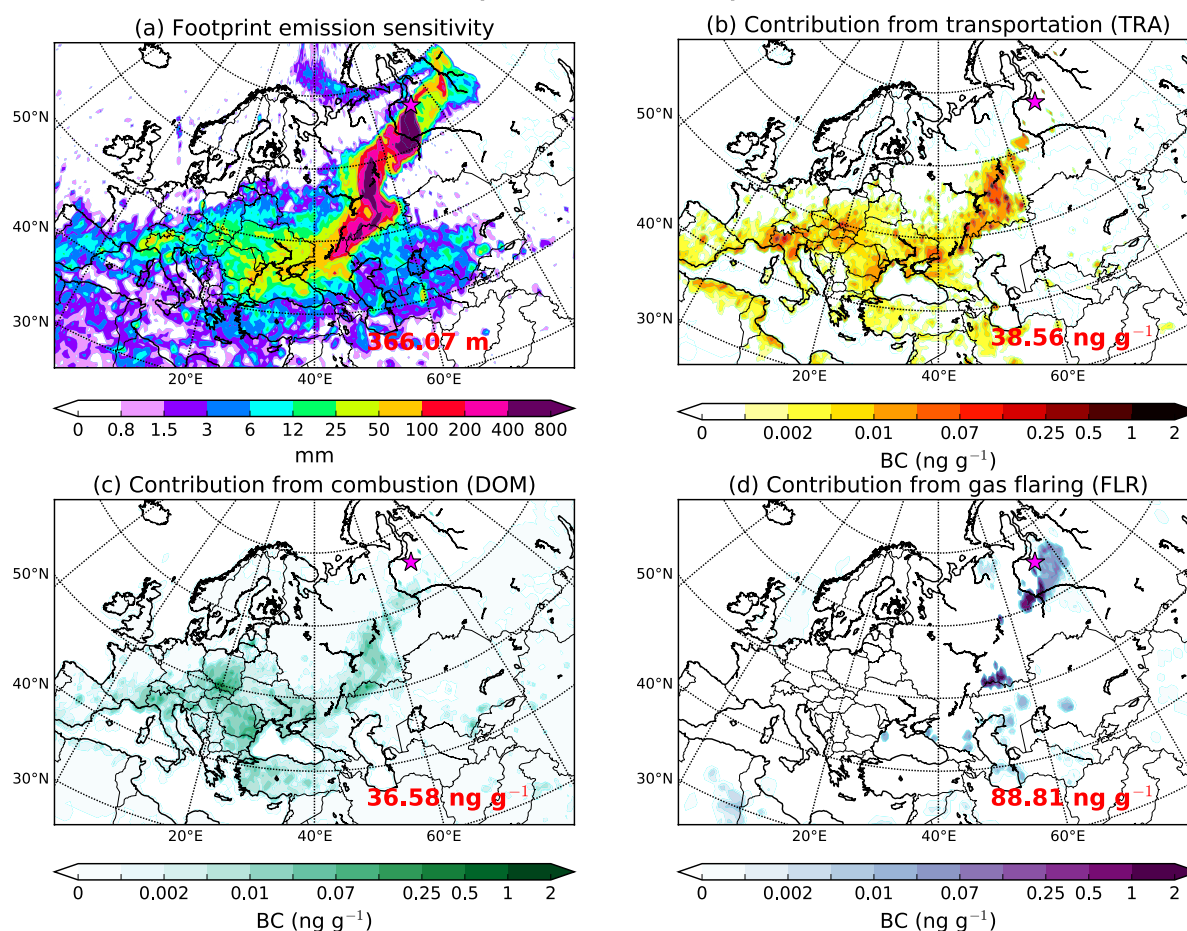 (a) Footprint emission sensitivity
(b) Contribution from transportation (TRA)
50°N
40°N
30°N
366.07 m
20°E 40°E 60°E
0 0.8 1.5 3 6 12 25 50 100 200 400 800
mm
50°N
40°N
30°N
38.56 ng g⁻¹
20°E 40°E 60°E
0 0.002 0.01 0.07 0.25 0.5 1 2
BC (ng g⁻¹)
(c) Contribution from combustion (DOM)
(d) Contribution from gas flaring (FLR)
50°N
40°N
30°N
36.58 ng g⁻¹
20°E 40°E 60°E
0 0.002 0.01 0.07 0.25 0.5 1 2
BC (ng g⁻¹)
50°N
40°N
30°N
88.81 ng g⁻¹
20°E 40°E 60°E
0 0.002 0.01 0.07 0.25 0.5 1 2
BC (ng g⁻¹)